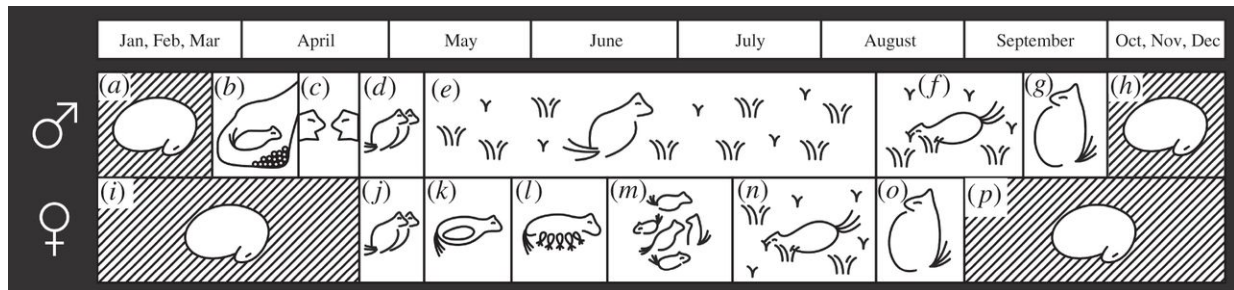 Jan, Feb, Mar April May June July August September Oct, Nov, Dec
♂ (a) (b) (c) (d) (e) (f) (g) (h)
♀ (i) (j) (k) (l) (m) (n) (o) (p)